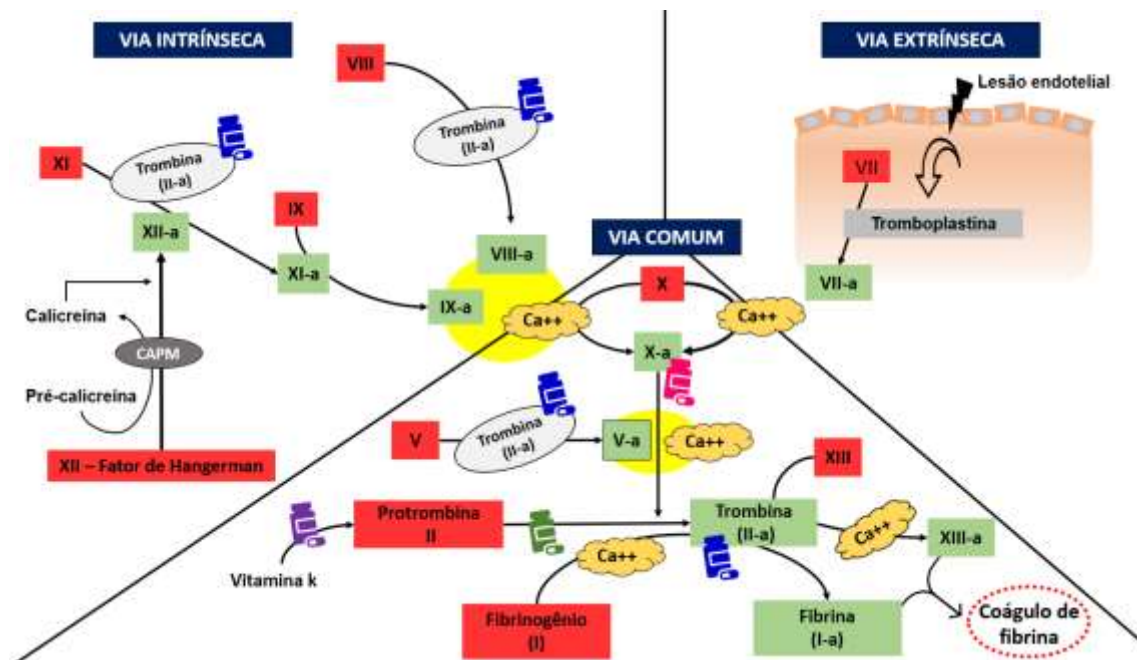 VIA INTRÍNSECA
VIA EXTRÍNSECA
VIII
Trombina
(II-a)
Lesão endotelial
XI
Trombina
(II-a)
VII
Tromboplastina
IX
XII-a
VIA COMUM
VIII-a
XI-a
VII-a
X
IX-a
Ca++
Ca++
Calicreína
CAPM
X-a
Pré-calicreína
V
Trombina
(II-a)
V-a
Ca++
XIII
XII – Fator de Hangerman
Protrombina
II
Trombina
(II-a)
Ca++
XIII-a
Ca++
Vitamina k
Fibrinogênio
(I)
Fibrina
(I-a)
Coágulo de
fibrina